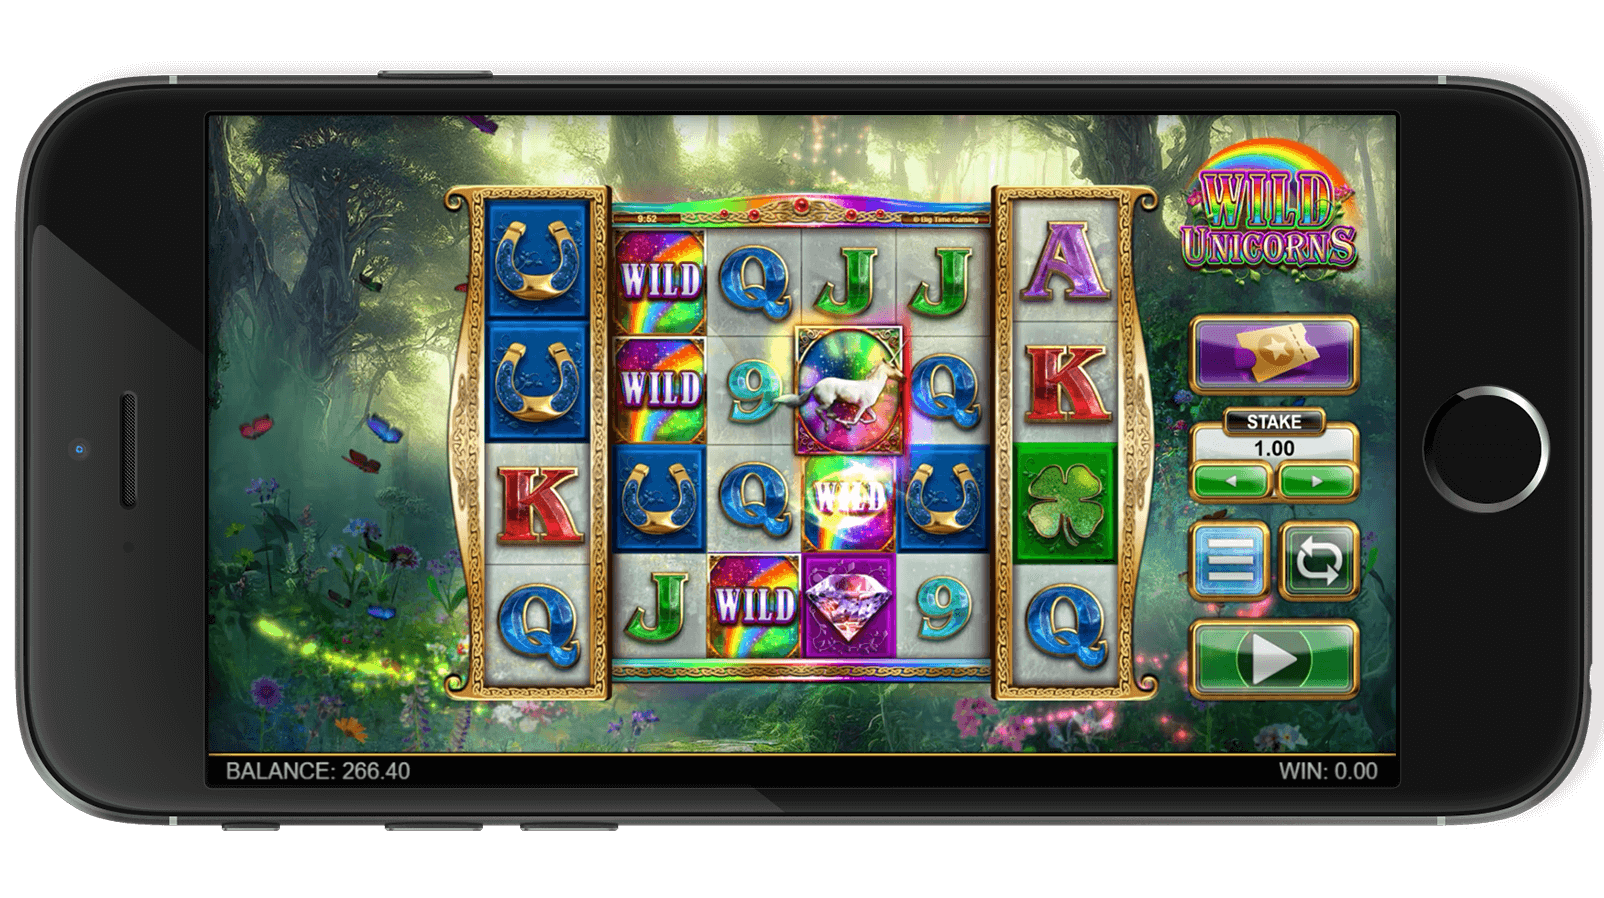 WILD
UNICORNS
9:52
© Big Time Gaming
WILD Q J J A
WILD 9 Q K
K Q WILD
Q J WILD 9 Q
STAKE
1.00
BALANCE: 266.40
WIN: 0.00